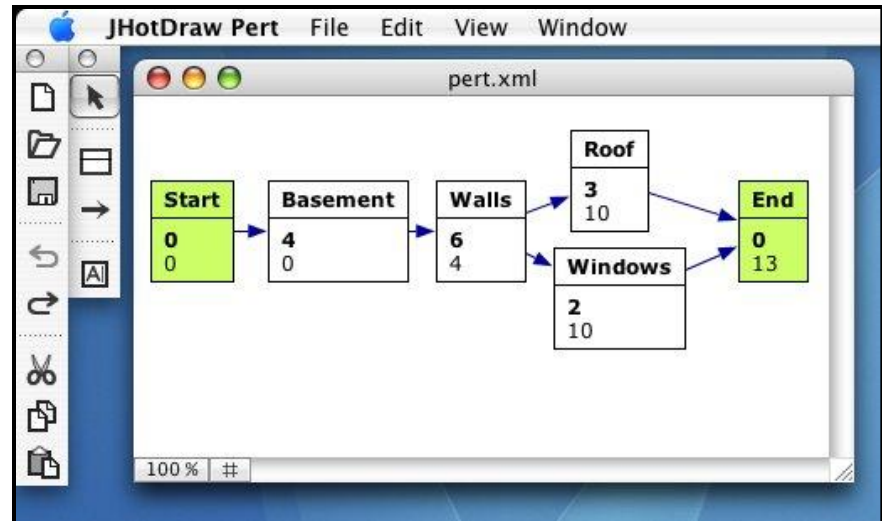 JHotDraw Pert File Edit View Window
pert.xml
Start
0
0
Basement
4
0
Walls
6
4
Roof
3
10
Windows
2
10
End
0
13
A
100 %